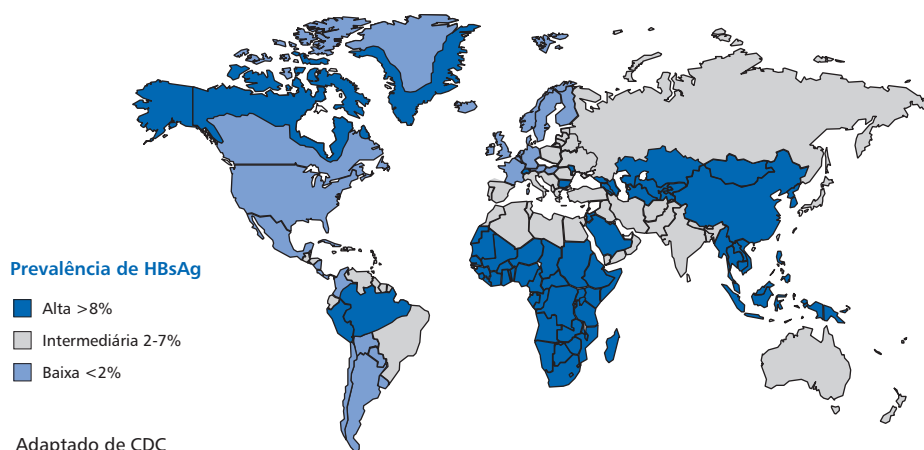 Prevalência de HBsAg
Alta >8%
Intermediária 2-7%
Baixa <2%
Adaptado de CDC